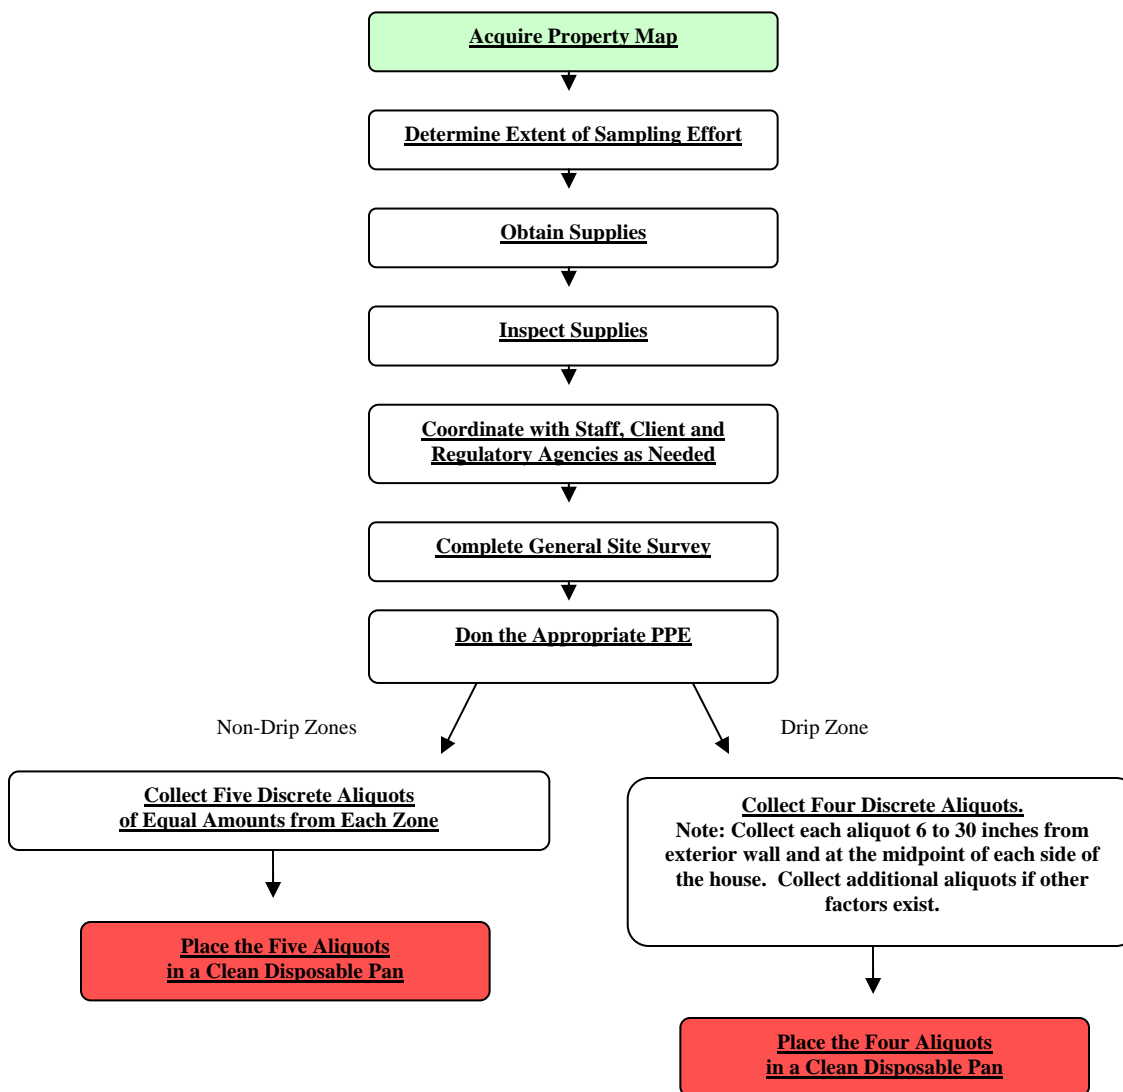 Acquire Property Map
Determine Extent of Sampling Effort
Obtain Supplies
Inspect Supplies
Coordinate with Staff, Client and
Regulatory Agencies as Needed
Complete General Site Survey
Don the Appropriate PPE
Non-Drip Zones
Drip Zone
Collect Five Discrete Aliquots
of Equal Amounts from Each Zone
Collect Four Discrete Aliquots.
Note: Collect each aliquot 6 to 30 inches from
exterior wall and at the midpoint of each side of
the house. Collect additional aliquots if other
factors exist.
Place the Five Aliquots
in a Clean Disposable Pan
Place the Four Aliquots
in a Clean Disposable Pan